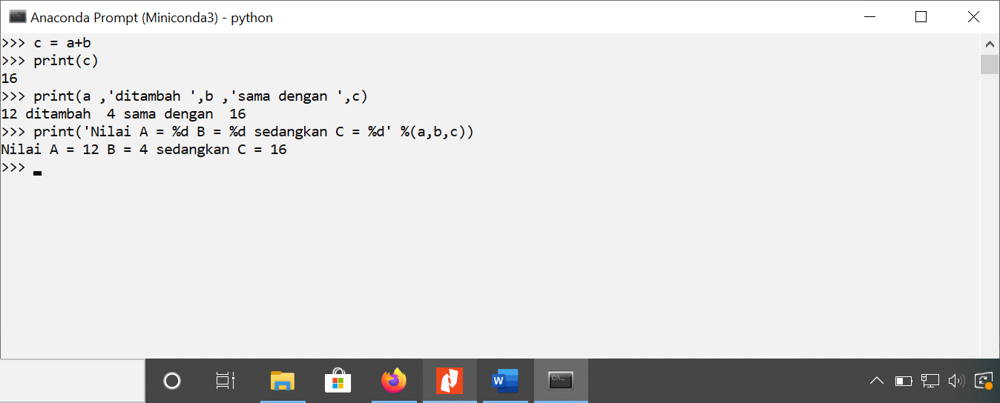 Anaconda Prompt (Miniconda3) - python
>>> c = a+b
>>> print(c)
16
>>> print(a ,'ditambah ',b ,'sama dengan ',c)
12 ditambah  4 sama dengan  16
>>> print('Nilai A = %d B = %d sedangkan C = %d' %(a,b,c))
Nilai A = 12 B = 4 sedangkan C = 16
>>>